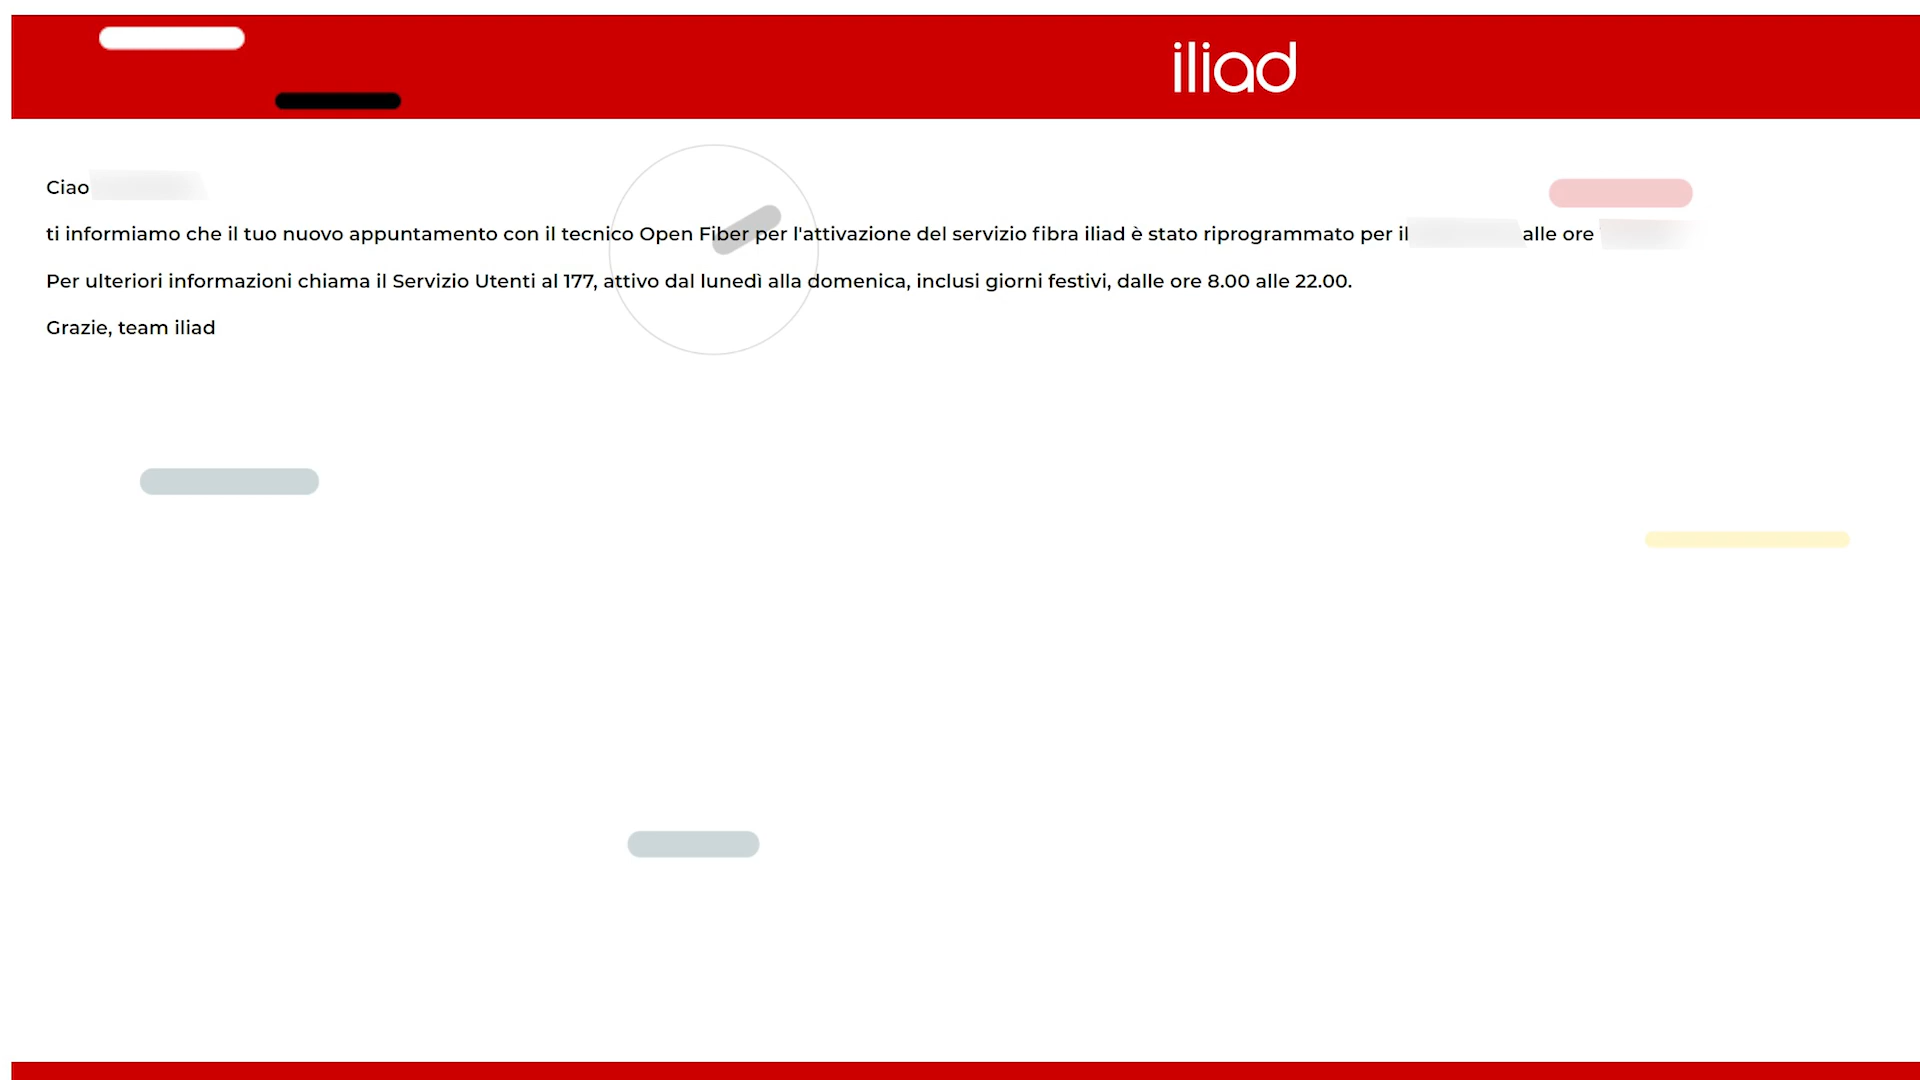 iliad
Ciao
ti informiamo che il tuo nuovo appuntamento con il tecnico Open Fiber per l'attivazione del servizio fibra iliad è stato riprogrammato per il alle ore
Per ulteriori informazioni chiama il Servizio Utenti al 177, attivo dal lunedì alla domenica, inclusi giorni festivi, dalle ore 8.00 alle 22.00.
Grazie, team iliad